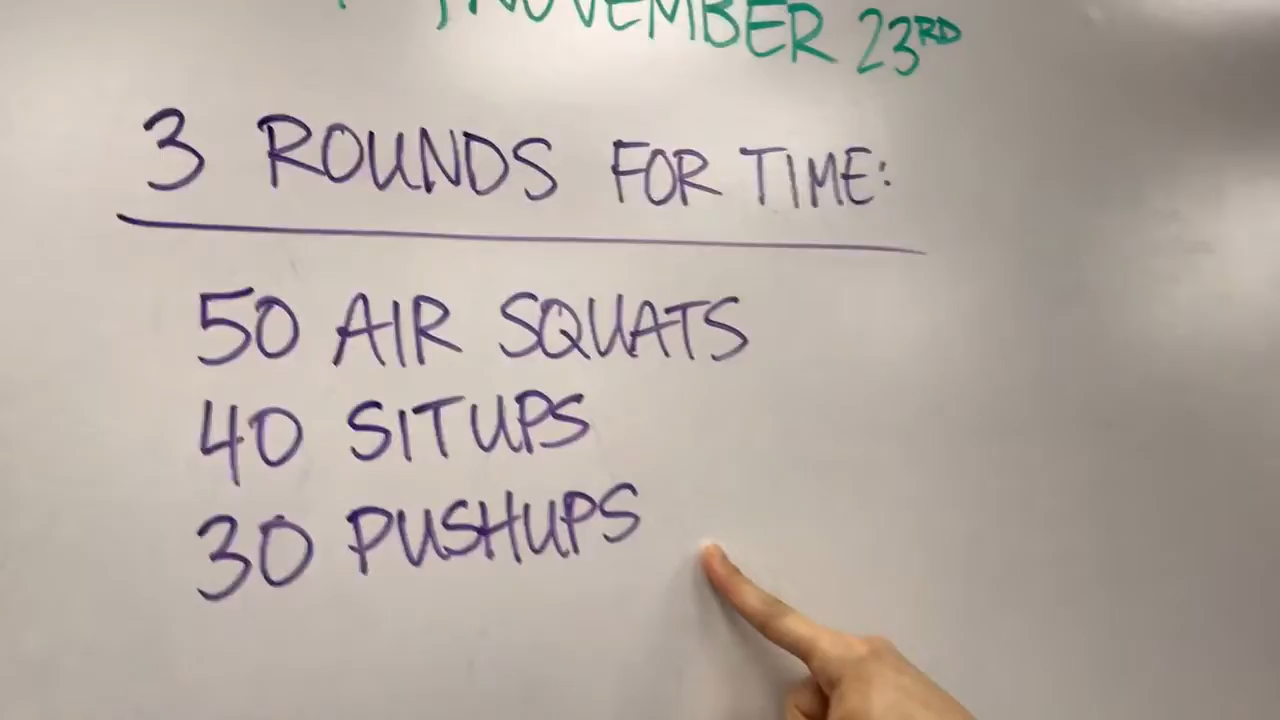 NOVEMBER 23RD
3 ROUNDS FOR TIME:
50 AIR SQUATS
40 SITUPS
30 PUSHUPS